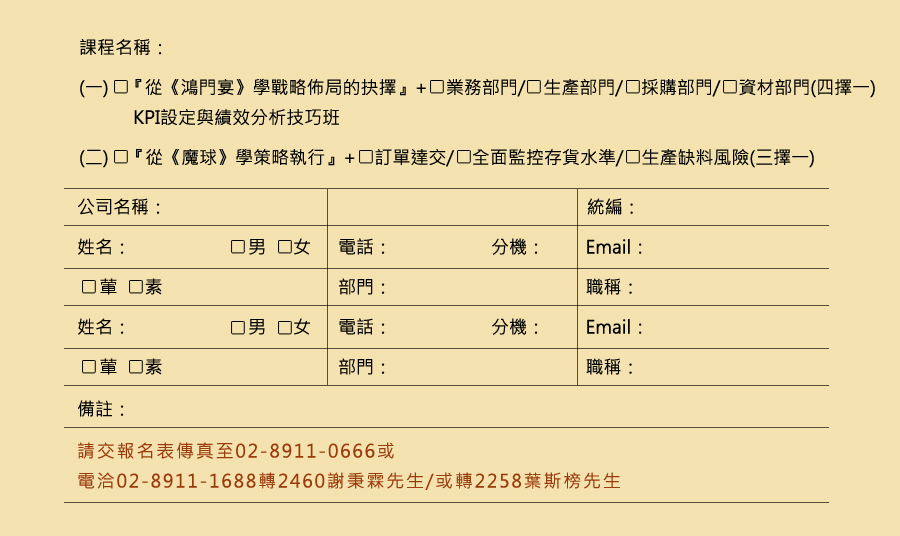 課程名稱：
(一) □『從《鴻門宴》學戰略佈局的抉擇』+□業務部門/□生產部門/□採購部門/□資材部門(四擇一)
KPI設定與績效分析技巧班
(二) □『從《魔球》學策略執行』+□訂單達交/□全面監控存貨水準/□生產缺料風險(三擇一)
公司名稱： 統編：
姓名： □男 □女 電話： 分機： Email：
□葷 □素 部門： 職稱：
姓名： □男 □女 電話： 分機： Email：
□葷 □素 部門： 職稱：
備註：
請交報名表傳真至02-8911-0666或
電洽02-8911-1688轉2460謝秉霖先生/或轉2258葉斯榜先生